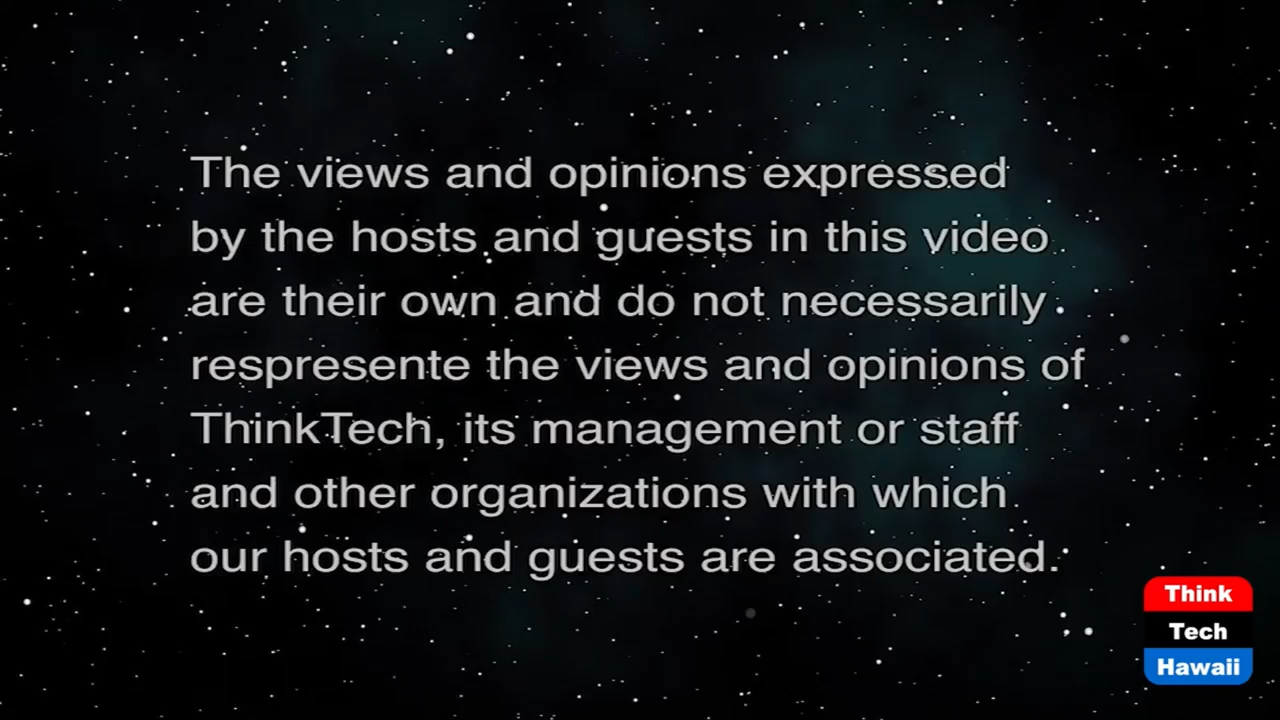 The views and opinions expressed
by the hosts and guests in this video
are their own and do not necessarily
respresente the views and opinions of
ThinkTech, its management or staff
and other organizations with which
our hosts and guests are associated.
Think
Tech
Hawaii